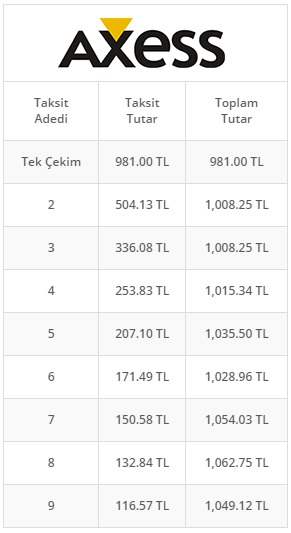 AXESS
Taksit Adedi Taksit Tutar Toplam Tutar
Tek Çekim 981.00 TL 981.00 TL
2 504.13 TL 1,008.25 TL
3 336.08 TL 1,008.25 TL
4 253.83 TL 1,015.34 TL
5 207.10 TL 1,035.50 TL
6 171.49 TL 1,028.96 TL
7 150.58 TL 1,054.03 TL
8 132.84 TL 1,062.75 TL
9 116.57 TL 1,049.12 TL